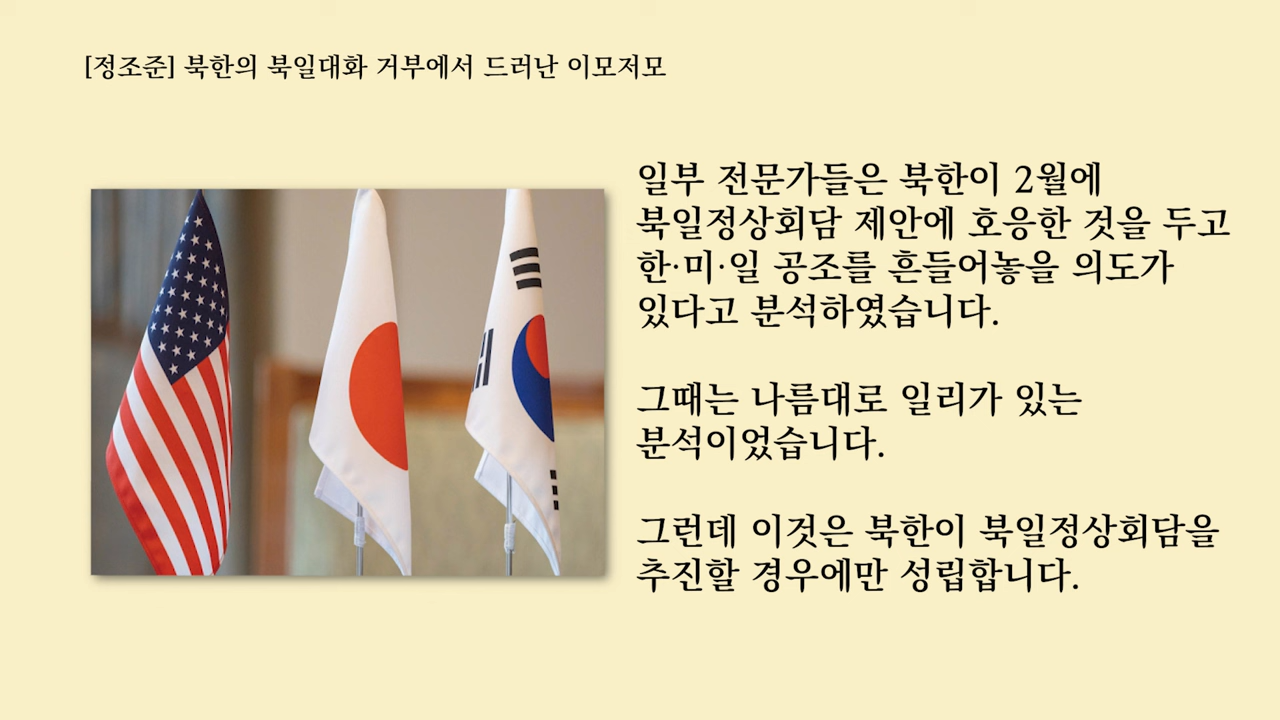 [정조준] 북한의 북일대화 거부에서 드러난 이모저모
일부 전문가들은 북한이 2월에
북일정상회담 제안에 호응한 것을 두고
한·미·일 공조를 흔들어놓을 의도가
있다고 분석하였습니다.
그때는 나름대로 일리가 있는
분석이었습니다.
그런데 이것은 북한이 북일정상회담을
추진할 경우에만 성립합니다.